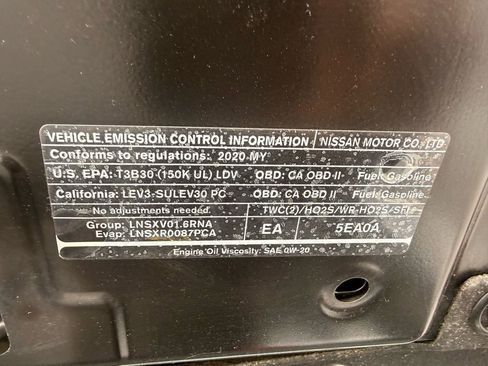 VEHICLE EMISSION CONTROL INFORMATION NISSAN MOTOR CO., LTD
Conforms to regulations: 2020 MY
U.S. EPA: T3B30 (150K UL) LDV OBD: CA OBD II Fuel: Gasoline
California: LEV3-SULEV30 PC OBD: CA OBD II Fuel: Gasoline
No adjustments needed. TWC(2)/HO2S/WR-HO2S/SFI
Group: LNSXV01.6RNA EA 5EA0A
Evap: LNSXR0087PCA
Engine Oil Viscosity: SAE 0W-20